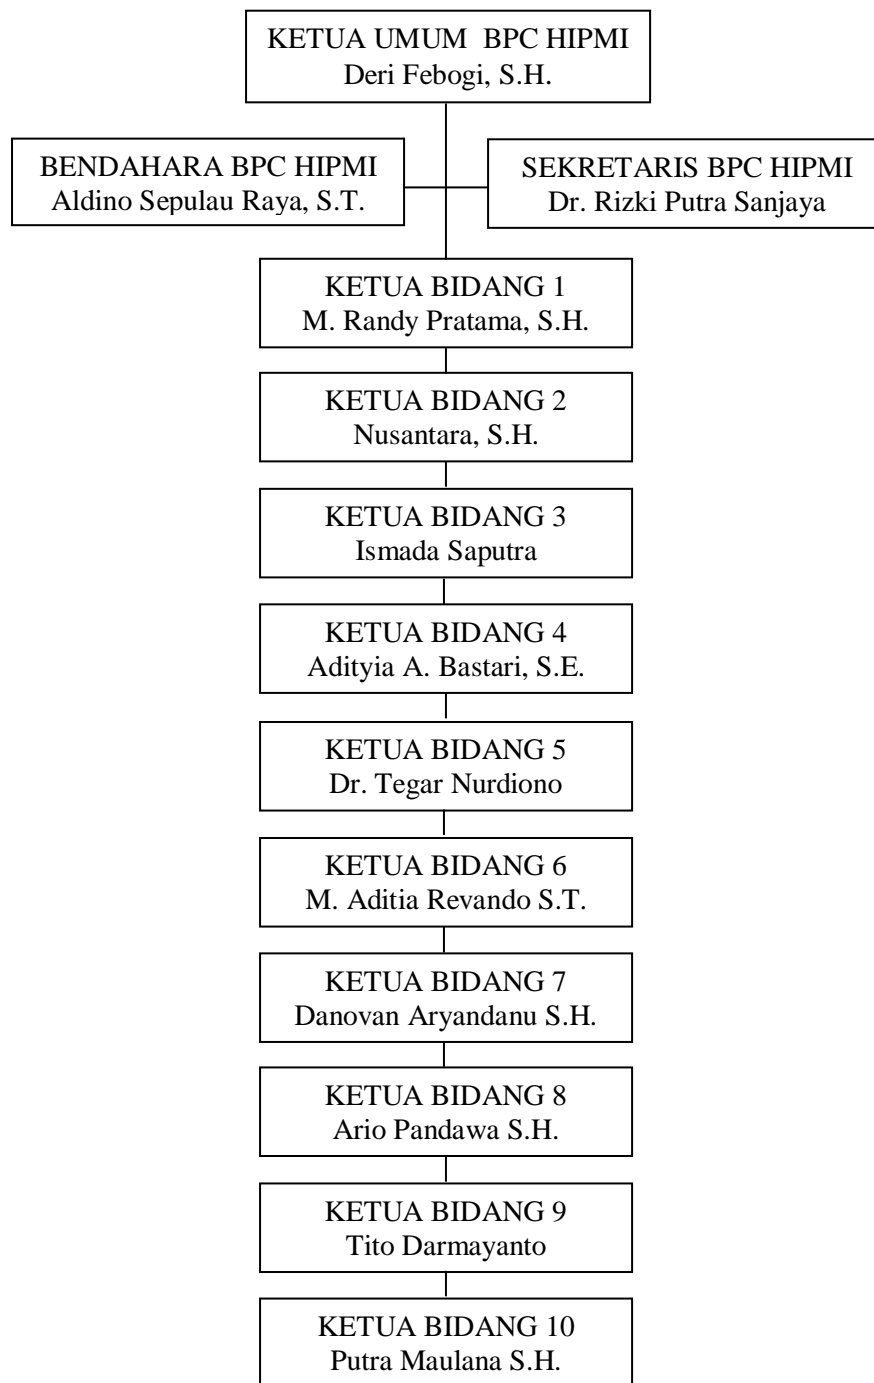 KETUA UMUM BPC HIPMI
Deri Febogi, S.H.
BENDAHARA BPC HIPMI
Aldino Sepulau Raya, S.T.
SEKRETARIS BPC HIPMI
Dr. Rizki Putra Sanjaya
KETUA BIDANG 1
M. Randy Pratama, S.H.
KETUA BIDANG 2
Nusantara, S.H.
KETUA BIDANG 3
Ismada Saputra
KETUA BIDANG 4
Adityia A. Bastari, S.E.
KETUA BIDANG 5
Dr. Tegar Nurdiono
KETUA BIDANG 6
M. Aditia Revando S.T.
KETUA BIDANG 7
Danovan Aryandanu S.H.
KETUA BIDANG 8
Ario Pandawa S.H.
KETUA BIDANG 9
Tito Darmayanto
KETUA BIDANG 10
Putra Maulana S.H.